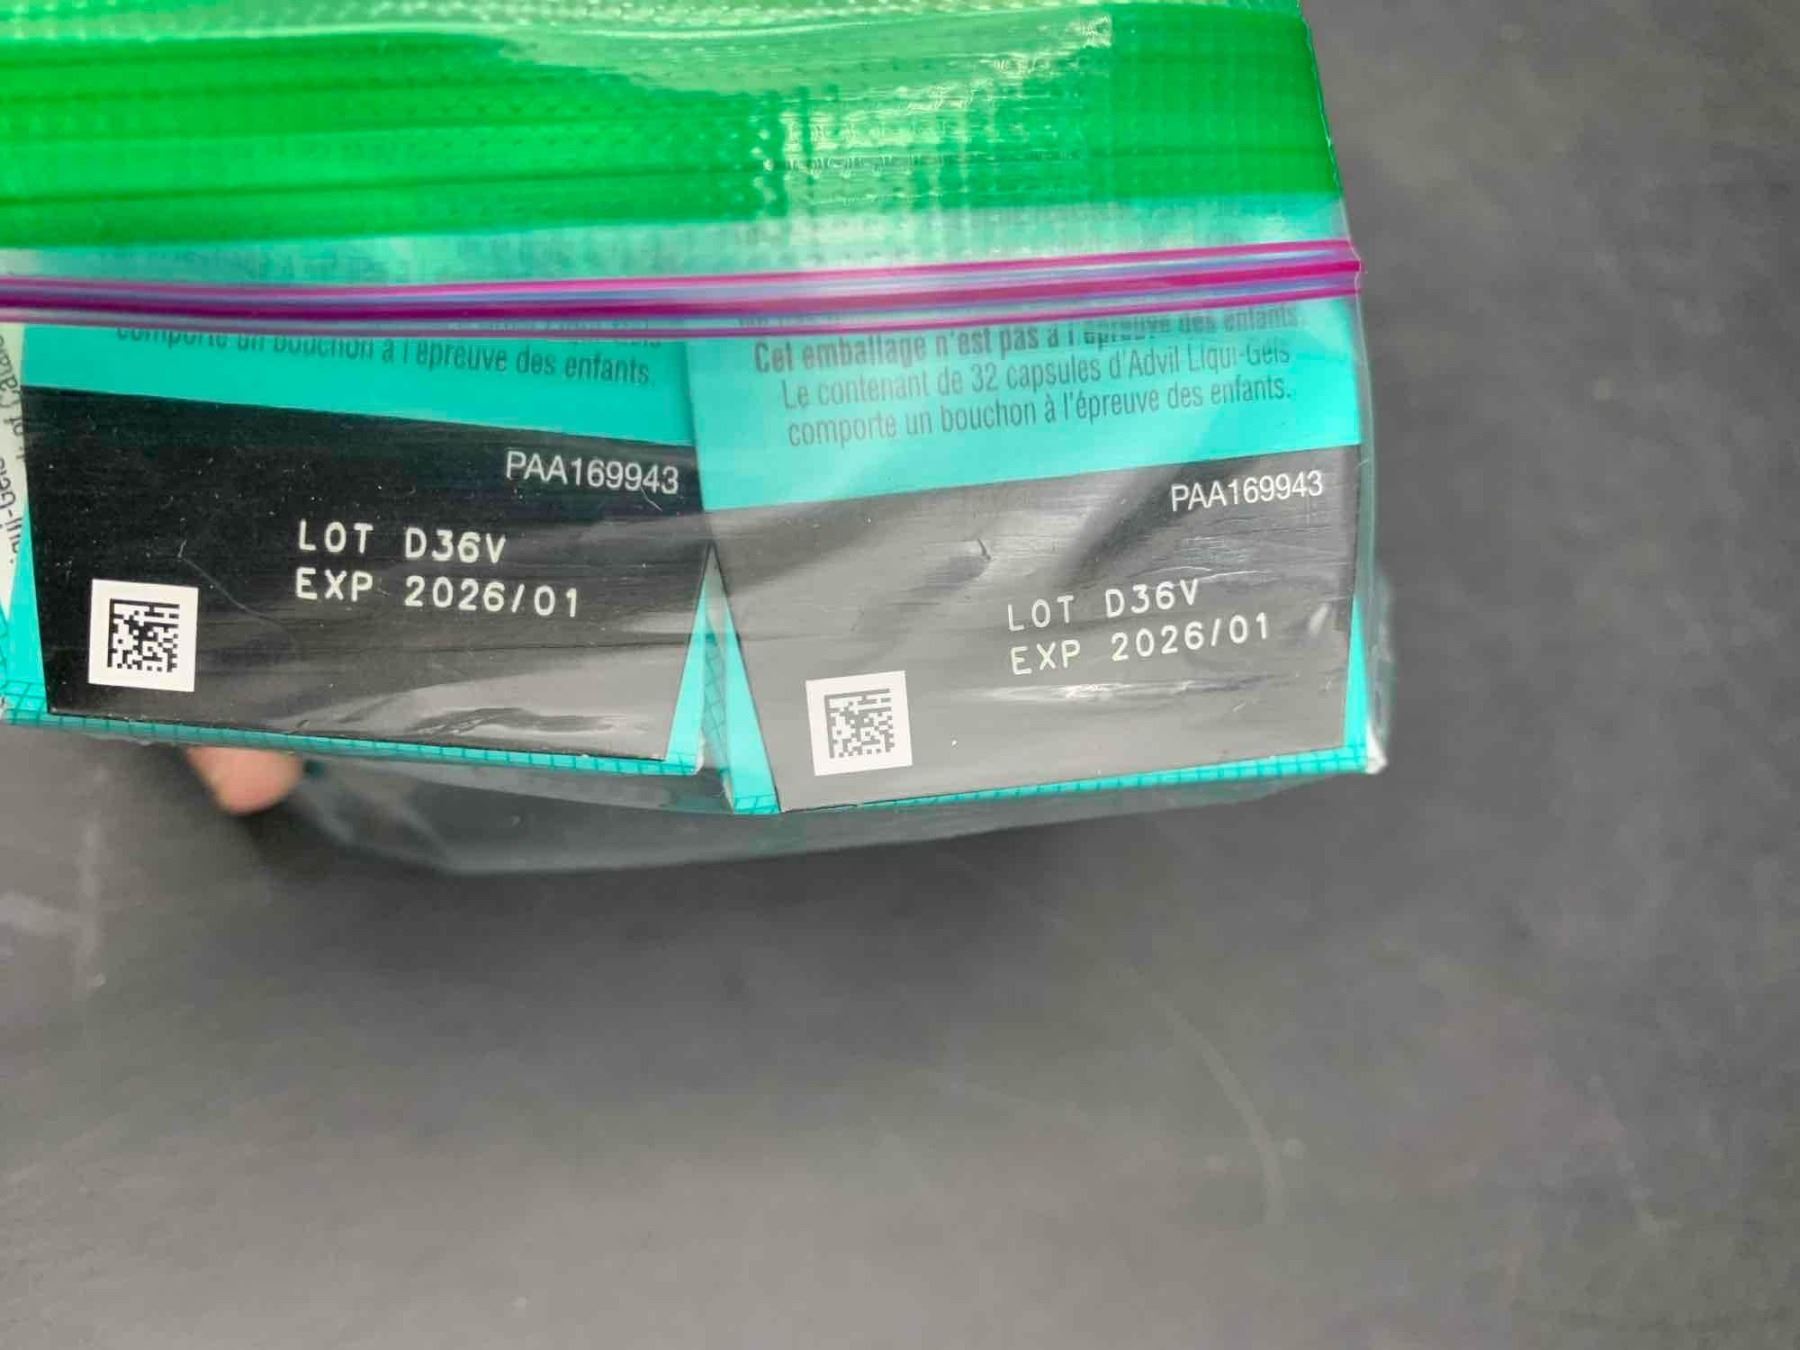 comporte un bouchon à l'épreuve des enfants.
PAA169943
LOT D36V
EXP 2026/01
Cet emballage n'est pas à l'épreuve des enfants.
Le contenant de 32 capsules d'Advil Liqui-Gels
comporte un bouchon à l'épreuve des enfants.
PAA169943
LOT D36V
EXP 2026/01